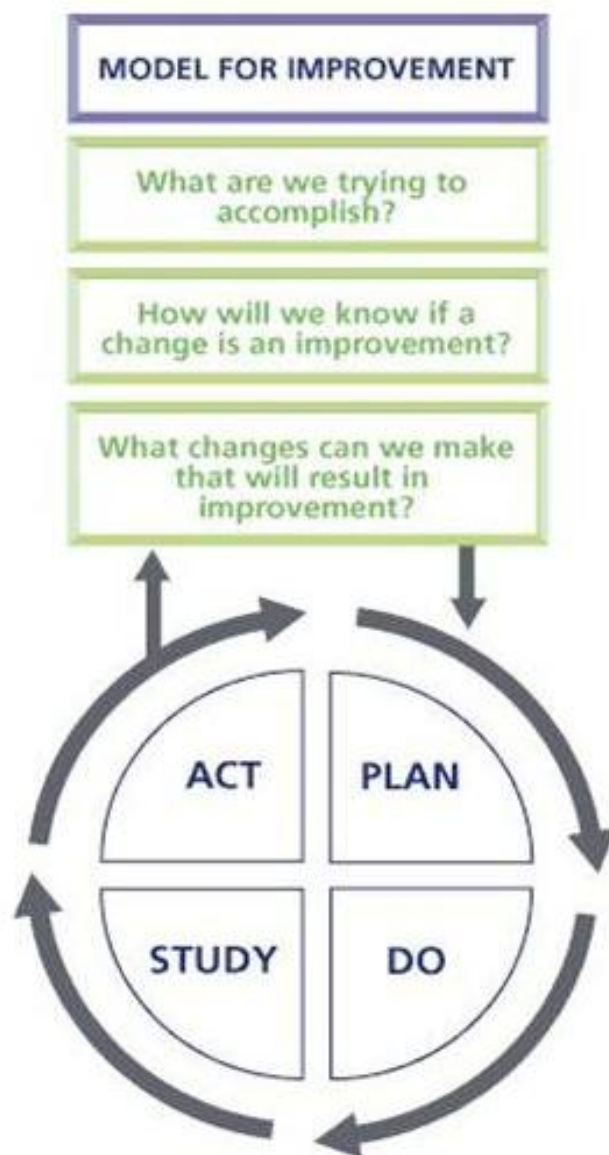 MODEL FOR IMPROVEMENT
What are we trying to
accomplish?
How will we know if a
change is an improvement?
What changes can we make
that will result in
improvement?
ACT
PLAN
STUDY
DO